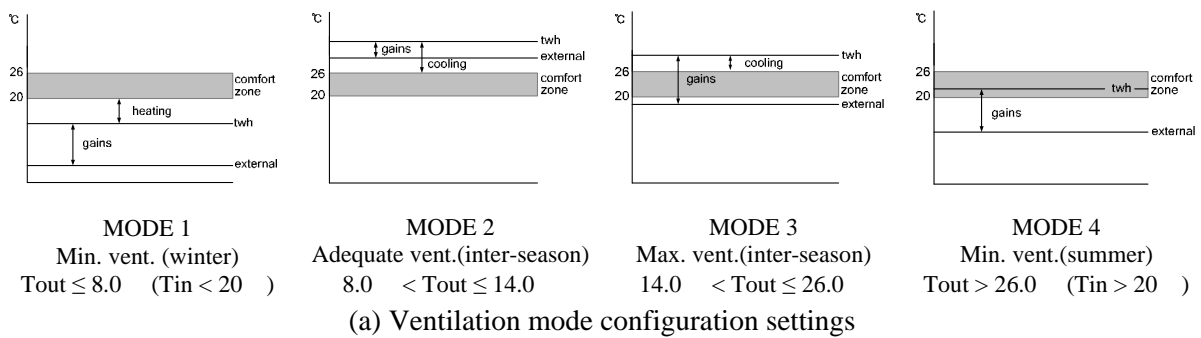 ℃
26
20
comfort
zone
heating
twh
gains
external
℃
twh
gains
external
cooling
26
20
comfort
zone
℃
twh
cooling
26
gains
comfort
zone
20
external
℃
26
20
comfort
twh
zone
gains
external
MODE 1
Min. vent. (winter)
Tout ≤ 8.0 (Tin < 20 )
MODE 2
Adequate vent.(inter-season)
8.0 < Tout ≤ 14.0
MODE 3
Max. vent.(inter-season)
14.0 < Tout ≤ 26.0
MODE 4
Min. vent.(summer)
Tout > 26.0 (Tin > 20 )
(a) Ventilation mode configuration settings